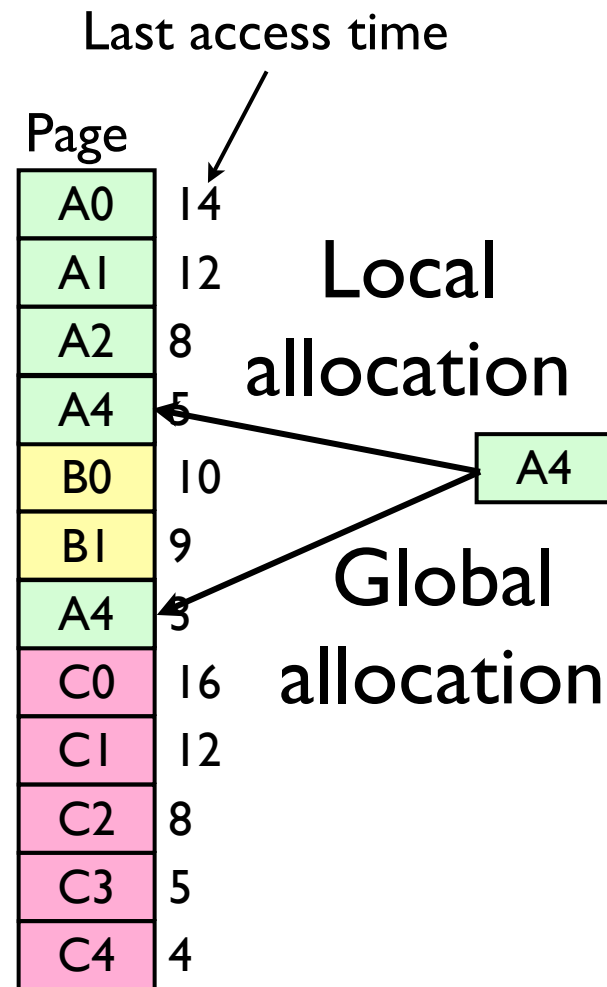 Last access time
Page
A0 14
A1 12
A2 8
A4 5
B0 10
B1 9
A4 3
C0 16
C1 12
C2 8
C3 5
C4 4
Local
allocation
A4
Global
allocation